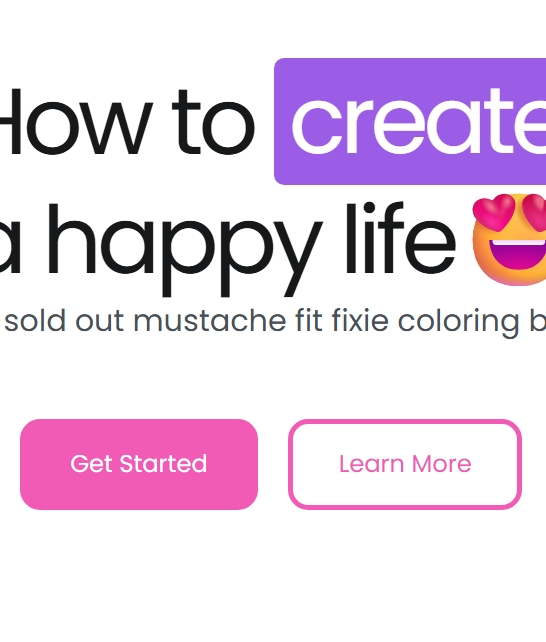 How to create
a happy life 😍
sold out mustache fit fixie coloring b
Get Started
Learn More